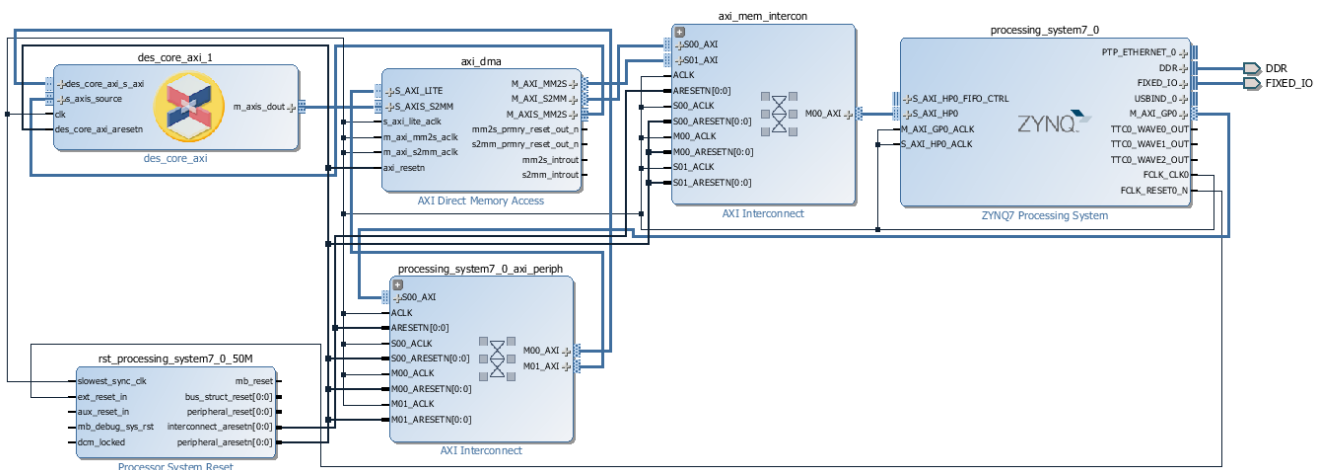 des_core_axi_1
des_core_axi_s_axi
s_axis_source
clk
des_core_axi_aresetn
m_axis_dout
des_core_axi
axi_dma
S_AXI_LITE
S_AXIS_S2MM
s_axi_lite_aclk
m_axi_mm2s_aclk
m_axi_s2mm_aclk
axi_resetn
M_AXI_MM2S
M_AXI_S2MM
M_AXIS_MM2S
mm2s_prmry_reset_out_n
s2mm_prmry_reset_out_n
mm2s_introut
s2mm_introut
AXI Direct Memory Access
axi_mem_intercon
S00_AXI
S01_AXI
ACLK
ARESETN[0:0]
S00_ACLK
S00_ARESETN[0:0]
M00_ACLK
M00_ARESETN[0:0]
S01_ACLK
S01_ARESETN[0:0]
M00_AXI
AXI Interconnect
processing_system7_0
S_AXI_HP0_FIFO_CTRL
S_AXI_HP0
M_AXI_GP0_ACLK
S_AXI_HP0_ACLK
ZYNQ
PTP_ETHERNET_0
DDR
FIXED_IO
USBIND_0
M_AXI_GP0
TTC0_WAVE0_OUT
TTC0_WAVE1_OUT
TTC0_WAVE2_OUT
FCLK_CLK0
FCLK_RESET0_N
ZYNQ7 Processing System
DDR
FIXED_IO
processing_system7_0_axi_periph
S00_AXI
ACLK
ARESETN[0:0]
S00_ACLK
S00_ARESETN[0:0]
M00_ACLK
M00_ARESETN[0:0]
M01_ACLK
M01_ARESETN[0:0]
M00_AXI
M01_AXI
AXI Interconnect
rst_processing_system7_0_50M
slowest_sync_clk
ext_reset_in
aux_reset_in
mb_debug_sys_rst
dcm_locked
mb_reset
bus_struct_reset[0:0]
peripheral_reset[0:0]
interconnect_aresetn[0:0]
peripheral_aresetn[0:0]
Processor System Reset